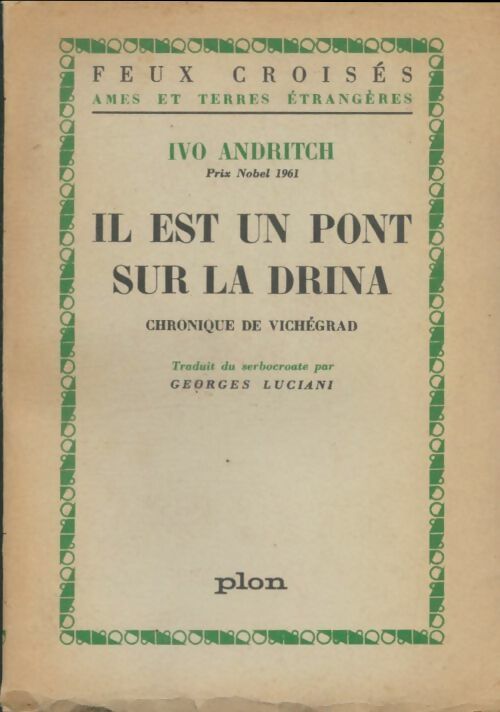 FEUX CROISÉS
AMES ET TERRES ÉTRANGÈRES
IVO ANDRITCH
Prix Nobel 1961
IL EST UN PONT
SUR LA DRINA
CHRONIQUE DE VICHÉGRAD
Traduit du serbocroate par
GEORGES LUCIANI
plon